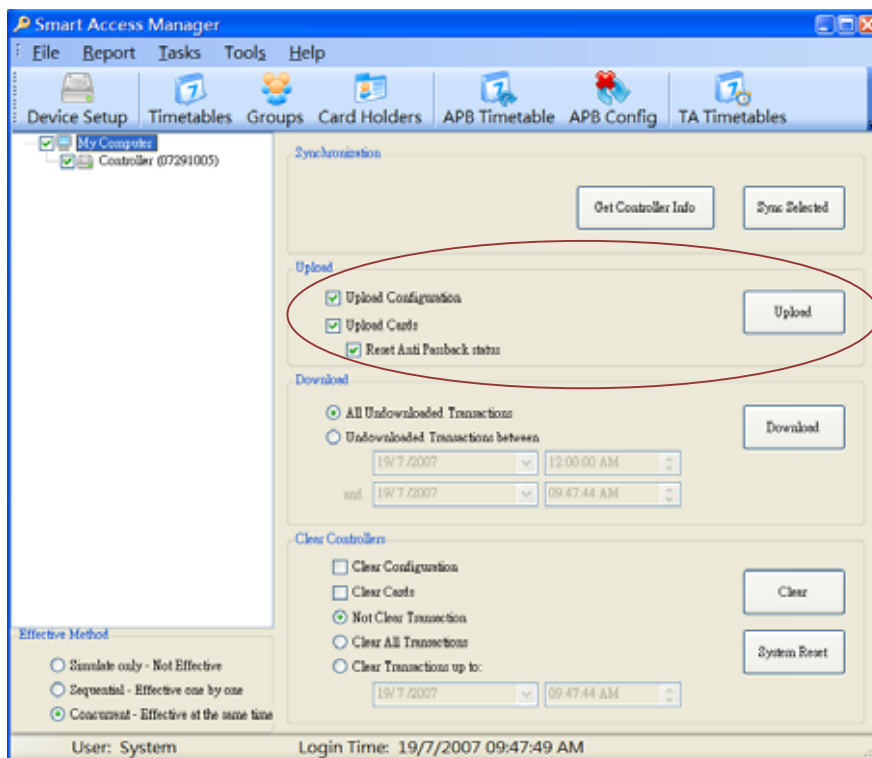 Smart Access Manager
File Report Tasks Tools Help
Device Setup Timetables Groups Card Holders APB Timetable APB Config TA Timetables
My Computer
Controller (07291005)
Synchronization
Get Controller Info Sync Selected
Upload
Upload Configuration
Upload Cards
Reset Anti Passback status
Upload
Download
All Undownloaded Transactions
Undownloaded Transactions between
Download
19/7/2007 12:00:00 AM
and 19/7/2007 09:47:44 AM
Clear Controllers
Clear Configuration
Clear Cards
Not Clear Transaction
Clear All Transactions
Clear Transactions up to:
19/7/2007 09:47:44 AM
Clear
System Reset
Effective Method
Simulate only - Not Effective
Sequential - Effective one by one
Concurrent - Effective at the same time
User: System Login Time: 19/7/2007 09:47:49 AM